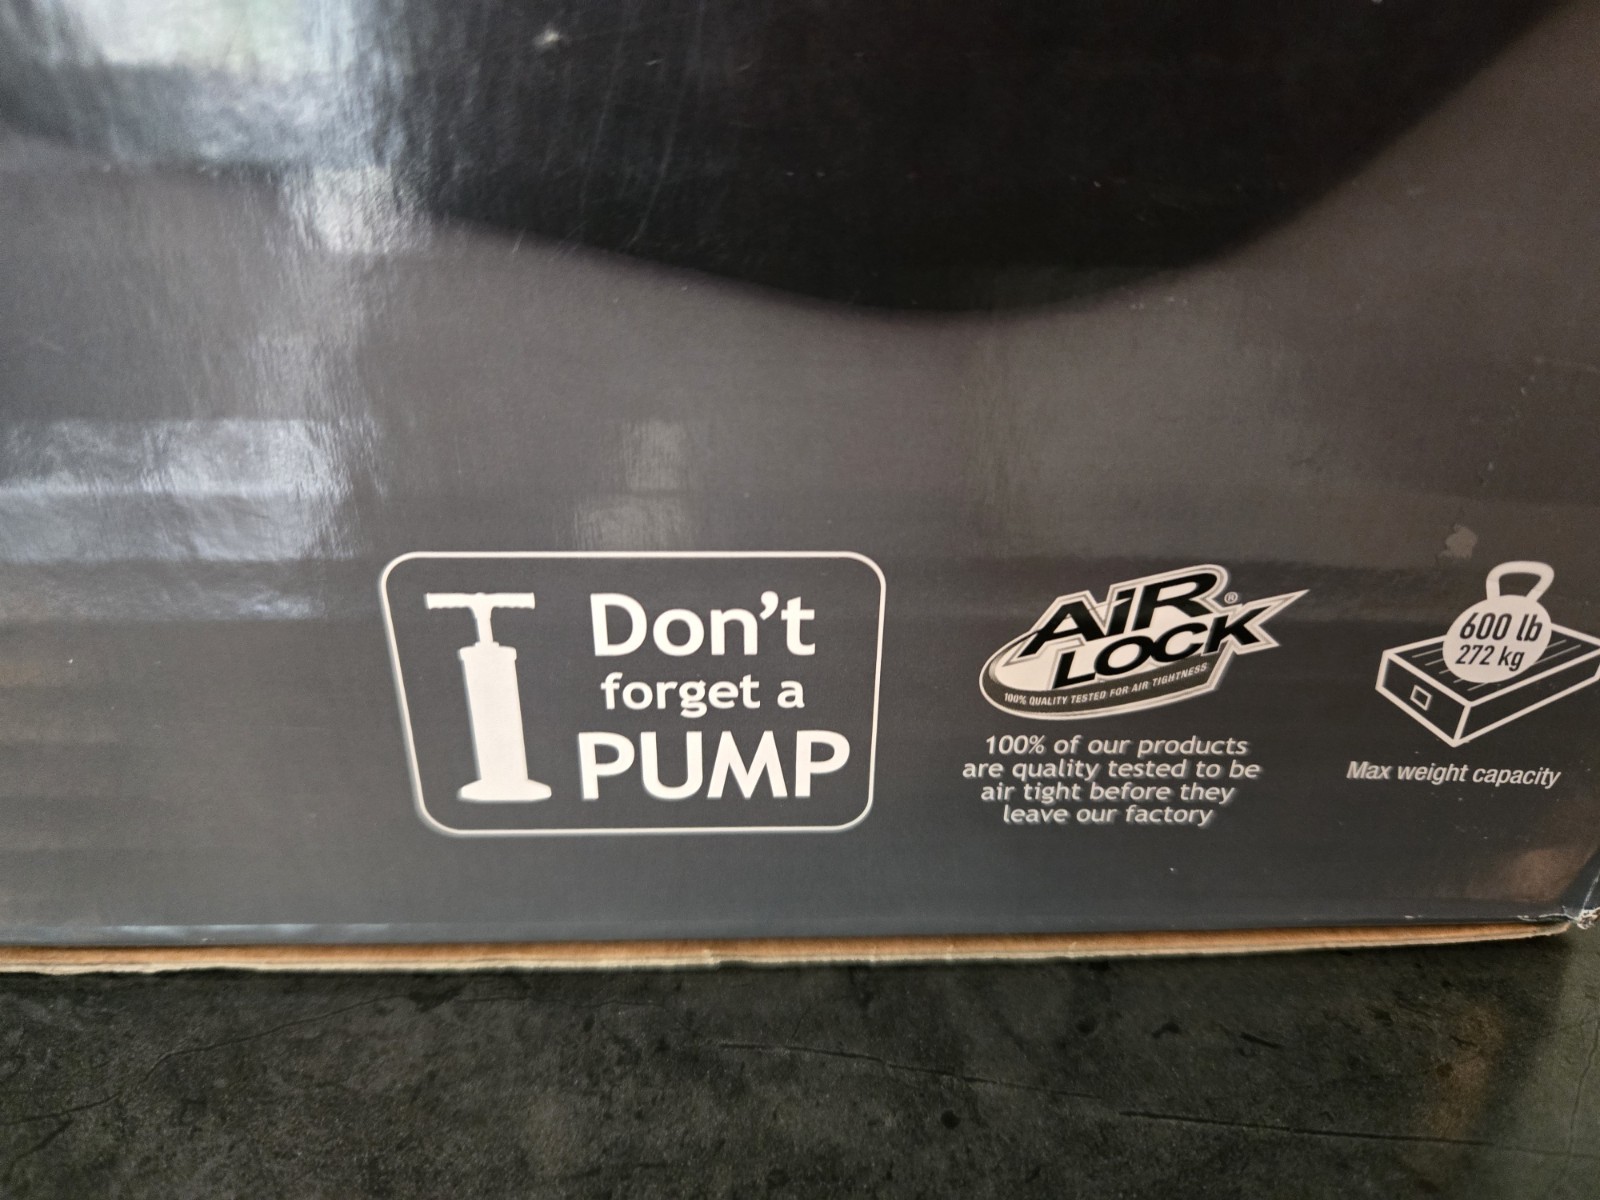 Don't
forget a
PUMP
AiR
LOCK®
100% QUALITY TESTED FOR AIR TIGHTNESS
100% of our products
are quality tested to be
air tight before they
leave our factory
600 lb
272 kg
Max weight capacity